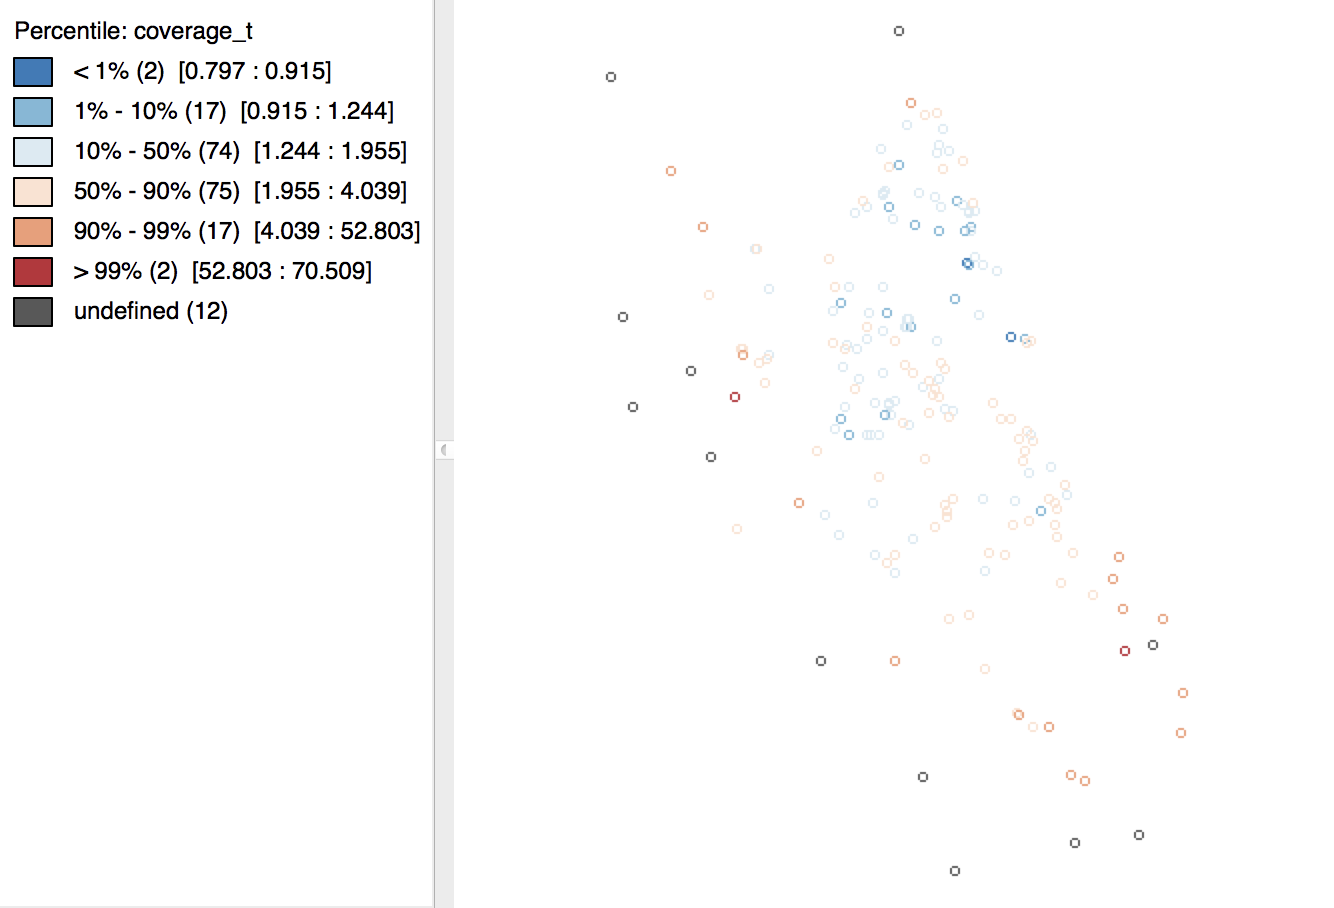 Percentile: coverage_t
< 1% (2) [0.797 : 0.915]
1% - 10% (17) [0.915 : 1.244]
10% - 50% (74) [1.244 : 1.955]
50% - 90% (75) [1.955 : 4.039]
90% - 99% (17) [4.039 : 52.803]
> 99% (2) [52.803 : 70.509]
undefined (12)